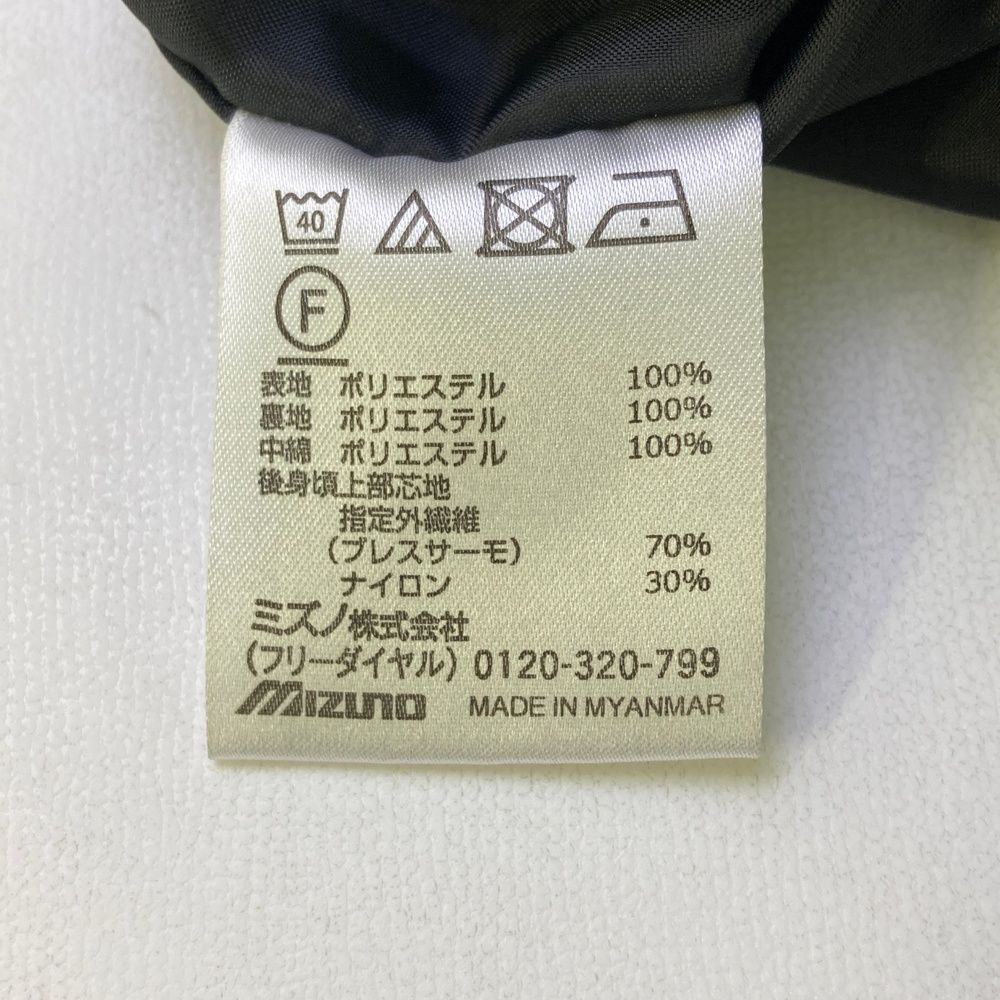 40
F
表地 ポリエステル 100%
裏地 ポリエステル 100%
中綿 ポリエステル 100%
後身頃上部芯地
指定外繊維
(ブレスサーモ) 70%
ナイロン 30%
ミズノ株式会社
(フリーダイヤル) 0120-320-799
MIZUNO MADE IN MYANMAR